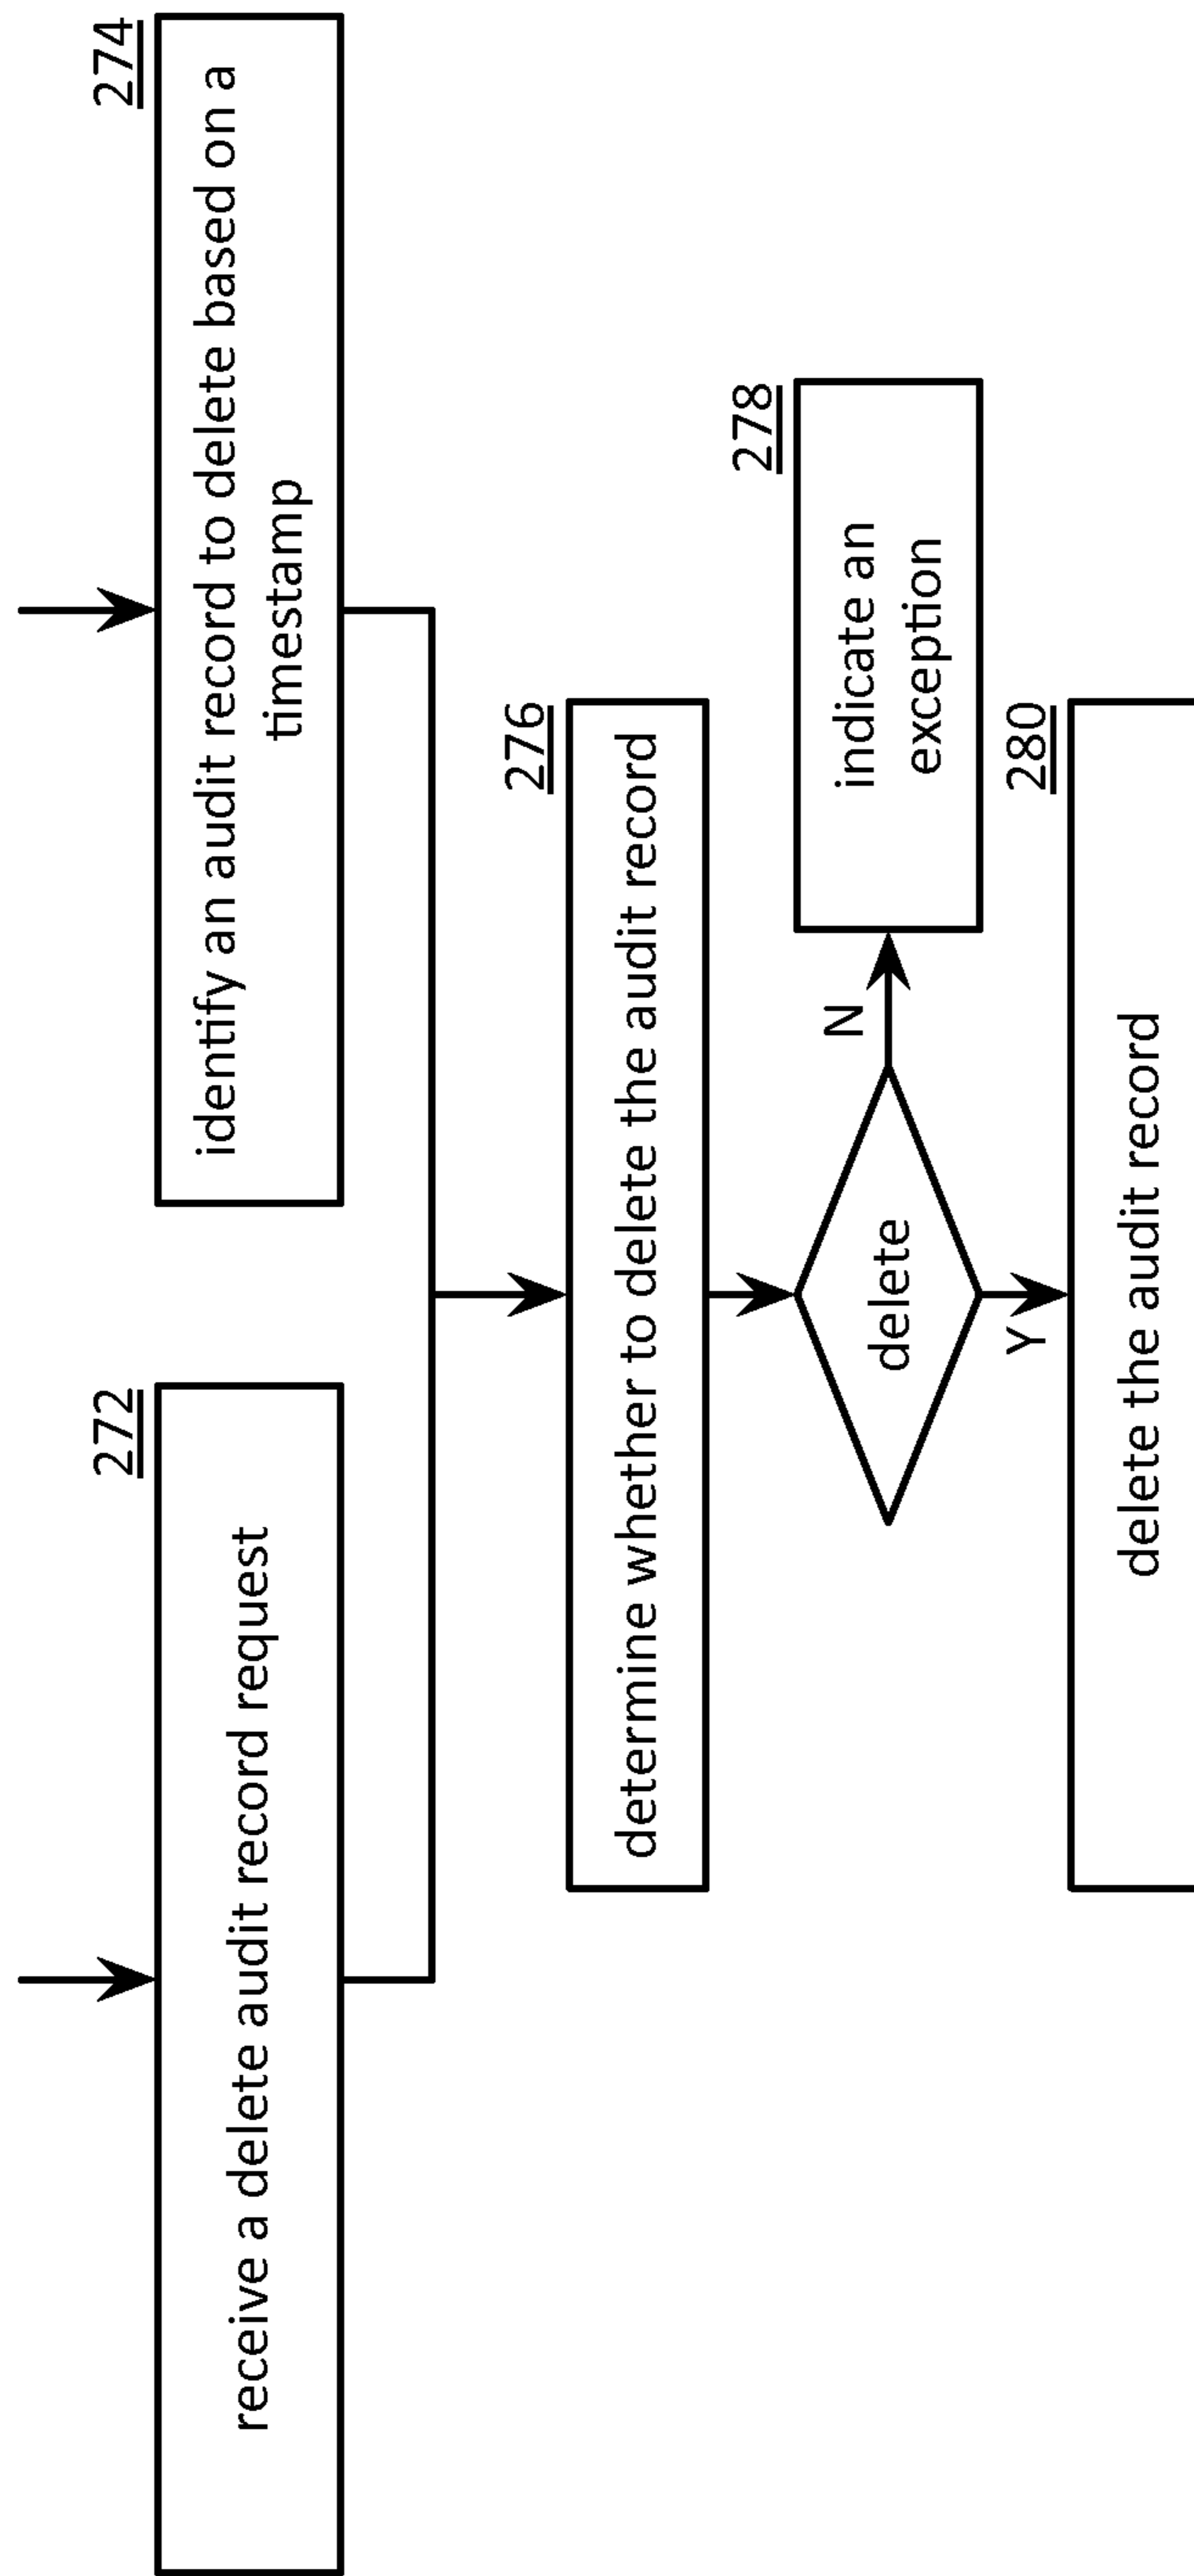 272
receive a delete audit record request
274
identify an audit record to delete based on a
timestamp
276
determine whether to delete the audit record
delete
N
278
indicate an
exception
Y
280
delete the audit record